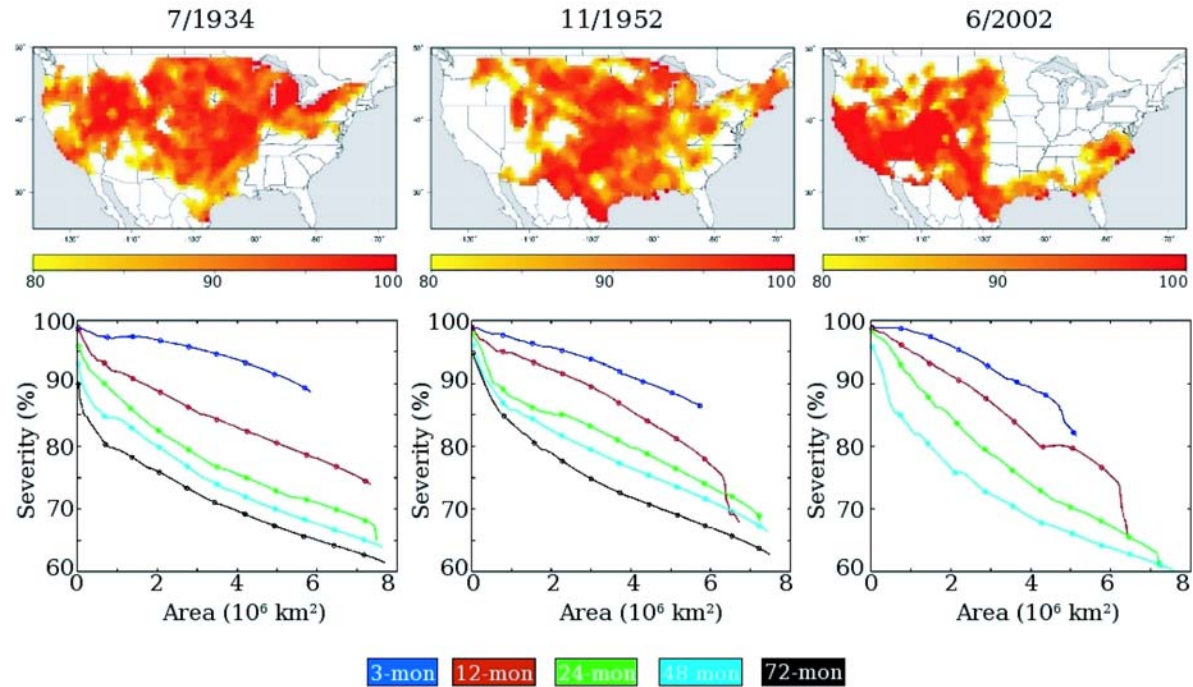 7/1934 11/1952 6/2002
80 90 100 80 90 100 80 90 100
Severity (%) Severity (%) Severity (%)
100 100 100
90 90 90
80 80 80
70 70 70
60 60 60
0 2 4 6 8 0 2 4 6 8 0 2 4 6 8
Area (10⁶ km²) Area (10⁶ km²) Area (10⁶ km²)
3-mon 12-mon 24-mon 48 mon 72-mon